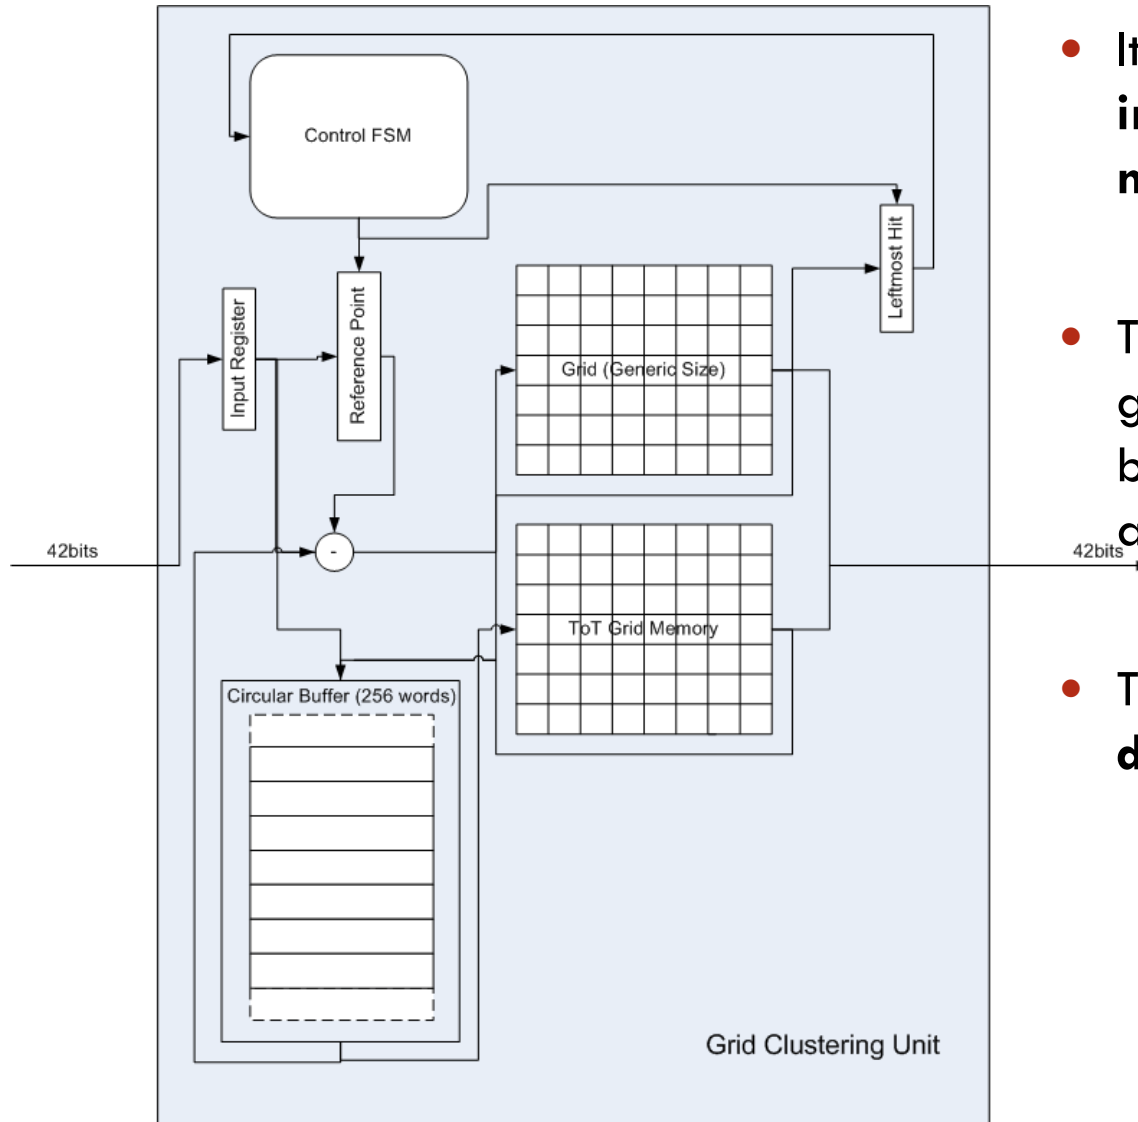 Control FSM
Leftmost Hit
Input Register
Reference Point
Grid (Generic Size)
42bits
-
42bits
ToT Grid Memory
Circular Buffer (256 words)
Grid Clustering Unit
• It
•
•